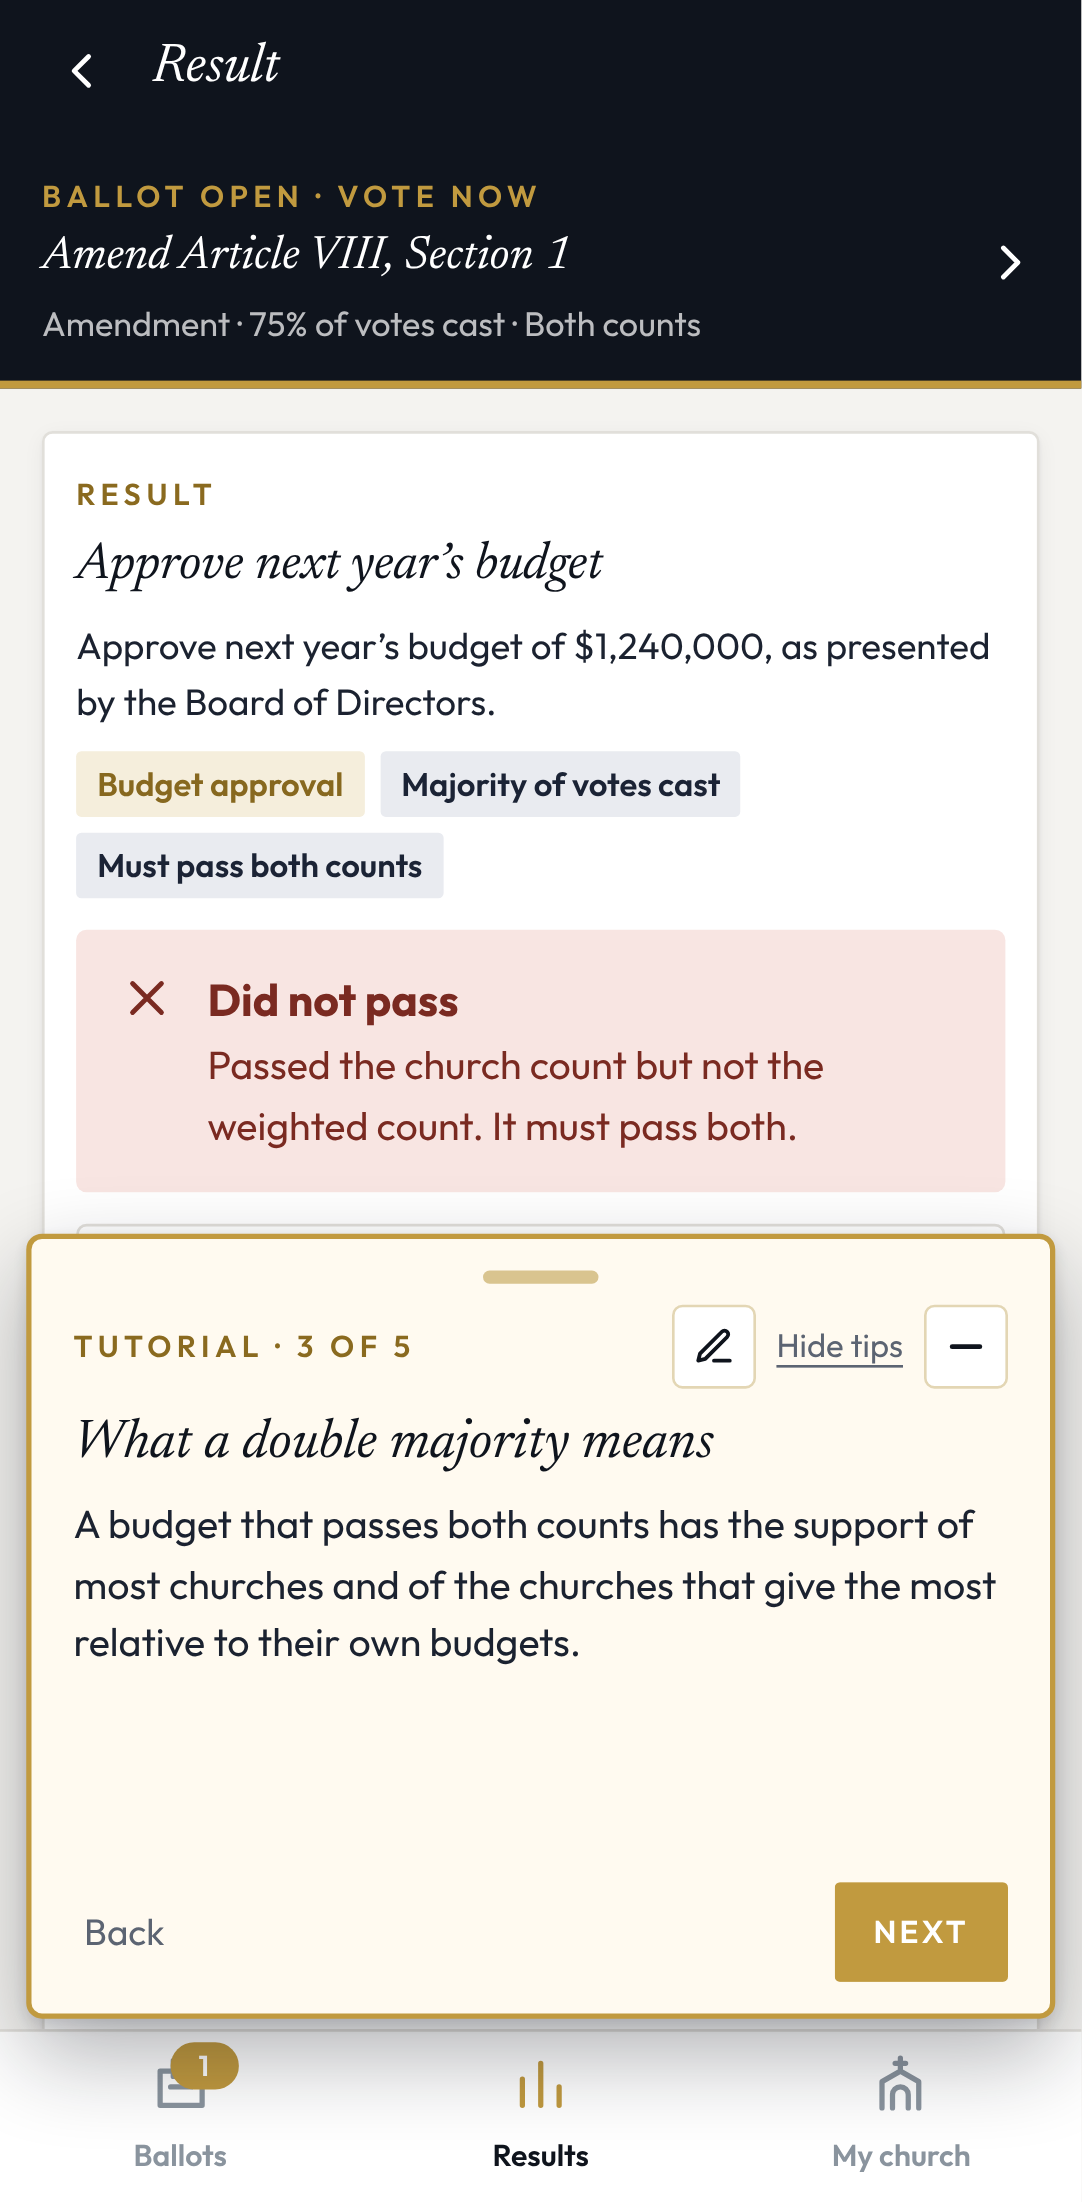 Result
BALLOT OPEN · VOTE NOW
Amend Article VIII, Section 1
Amendment · 75% of votes cast · Both counts
RESULT
Approve next year’s budget
Approve next year’s budget of $1,240,000, as presented
by the Board of Directors.
Budget approval
Majority of votes cast
Must pass both counts
Did not pass
Passed the church count but not the
weighted count. It must pass both.
TUTORIAL · 3 OF 5
Hide tips
What a double majority means
A budget that passes both counts has the support of
most churches and of the churches that give the most
relative to their own budgets.
Back
NEXT
1
Ballots
Results
My church